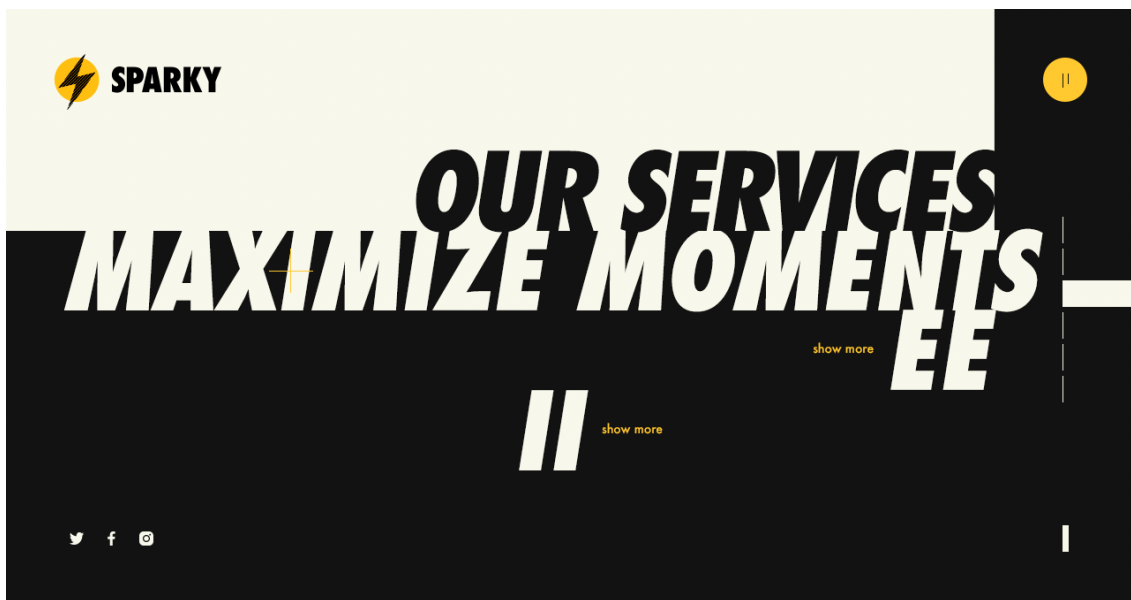 SPARKY
OUR SERVICES
MAXIMIZE MOMENTS
show more EE
II show more